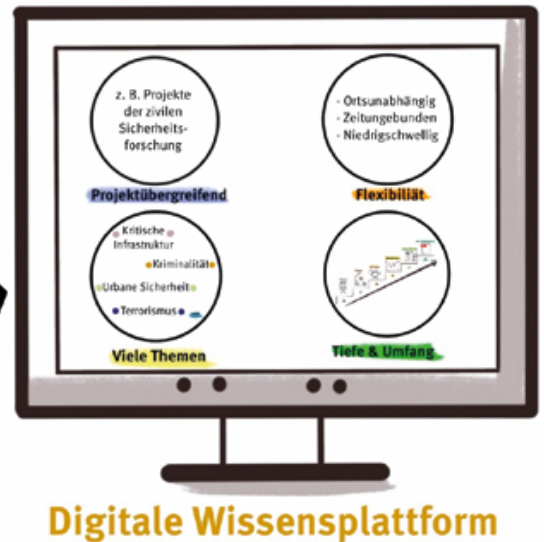 z. B. Projekte
der zivilen
Sicherheits-
forschung
Projektübergreifend
- Ortsunabhängig
- Zeitungebunden
- Niedrigschwellig
Flexibiliät
Kritische
Infrastruktur
Kriminalität
Urbane Sicherheit
Terrorismus
Viele Themen
Tiefe & Umfang
Digitale Wissensplattform